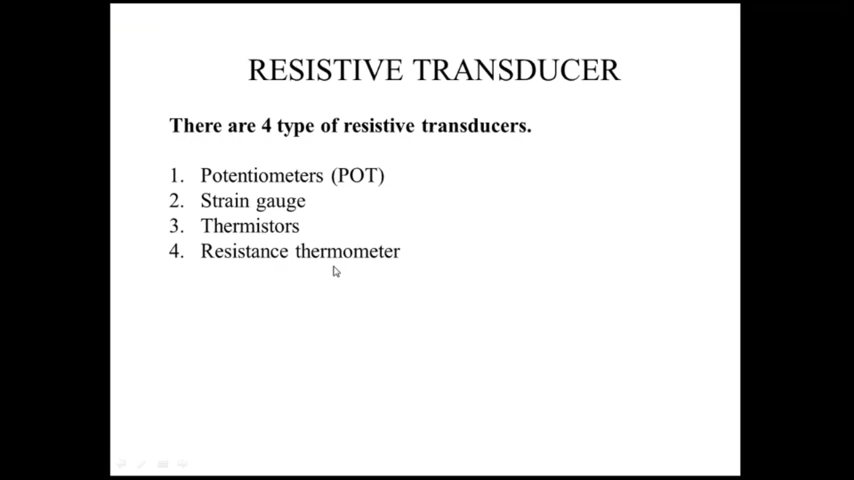 RESISTIVE TRANSDUCER
There are 4 type of resistive transducers.
1. Potentiometers (POT)
2. Strain gauge
3. Thermistors
4. Resistance thermometer